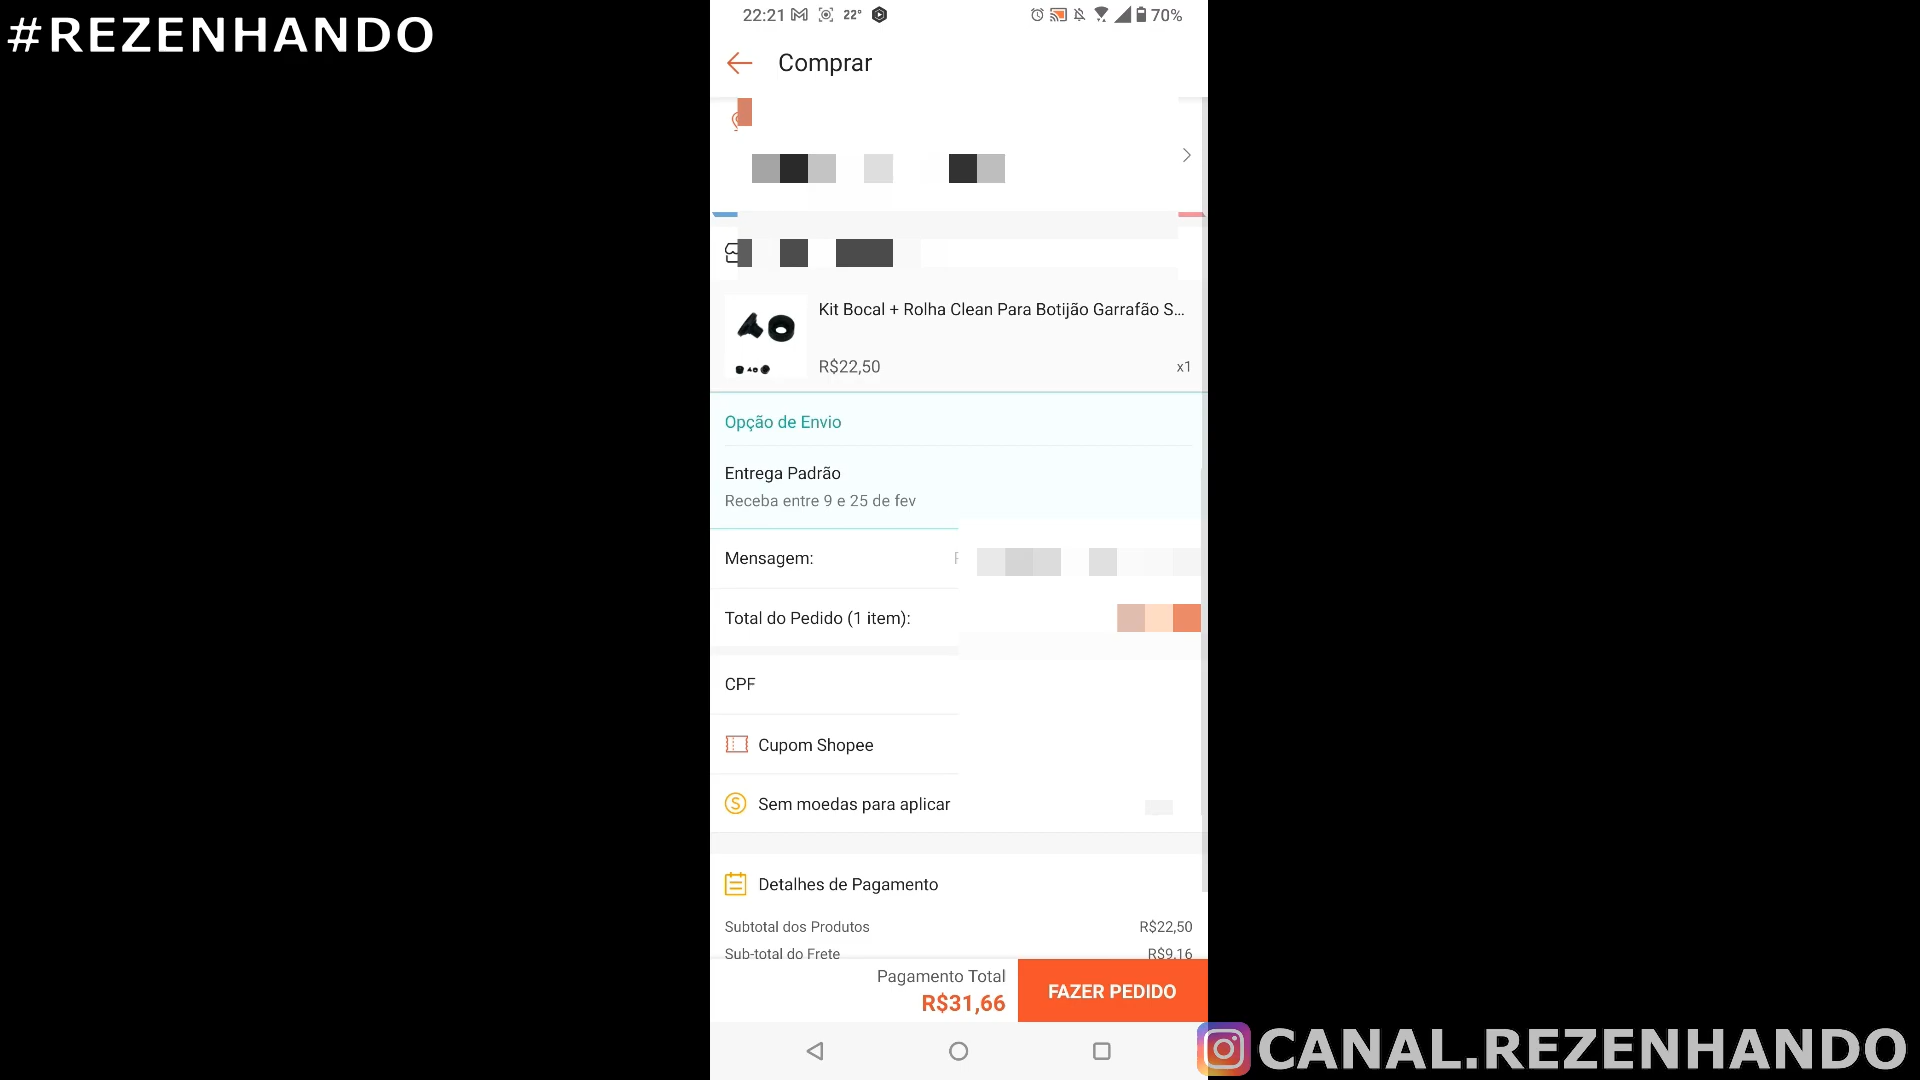 #REZENHANDO
22:21 22° 70%
Comprar
Kit Bocal + Rolha Clean Para Botijão Garrafão S...
R$22,50 x1
Opção de Envio
Entrega Padrão
Receba entre 9 e 25 de fev
Mensagem:
Total do Pedido (1 item):
CPF
Cupom Shopee
Sem moedas para aplicar
Detalhes de Pagamento
Subtotal dos Produtos R$22,50
Sub-total do Frete R$9,16
Pagamento Total
R$31,66
FAZER PEDIDO
CANAL.REZENHANDO